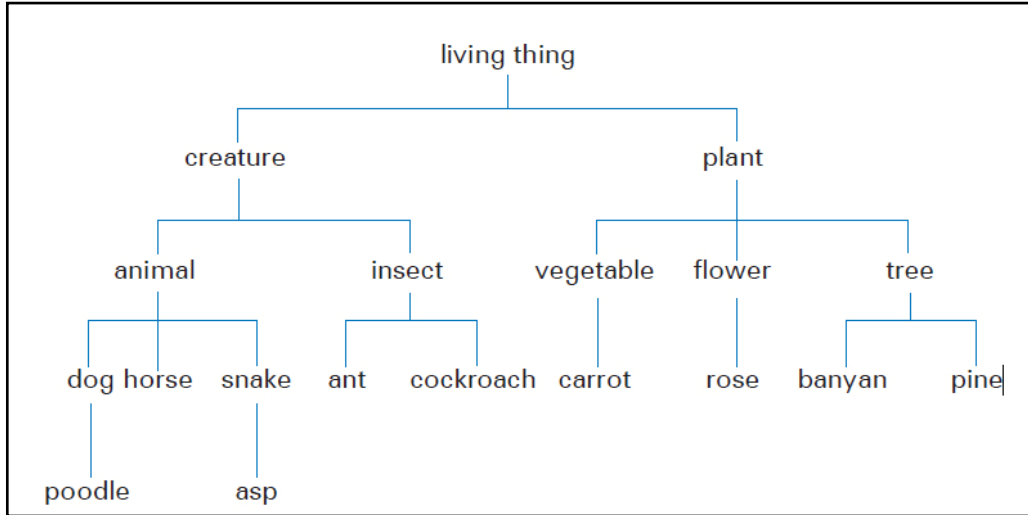 living thing
creature plant
animal insect vegetable flower tree
dog horse snake ant cockroach carrot rose banyan pine
poodle asp